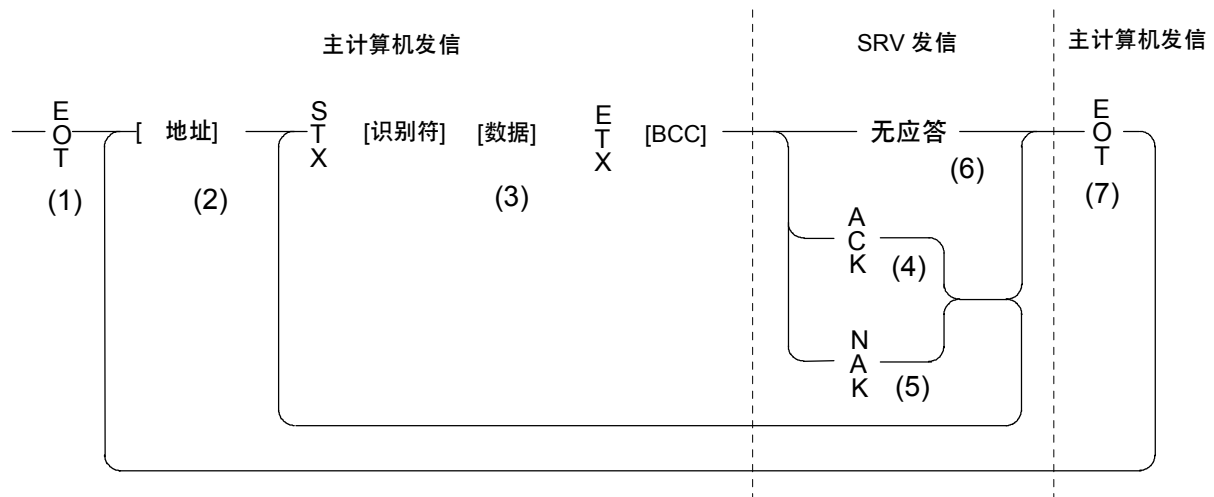 主计算机发信
SRV 发信
主计算机发信
EOT
[ 地址]
STX
[识别符]
[数据]
ETX
[BCC]
无应答
EOT
(1)
(2)
(3)
(6)
(7)
ACK
(4)
NAK
(5)